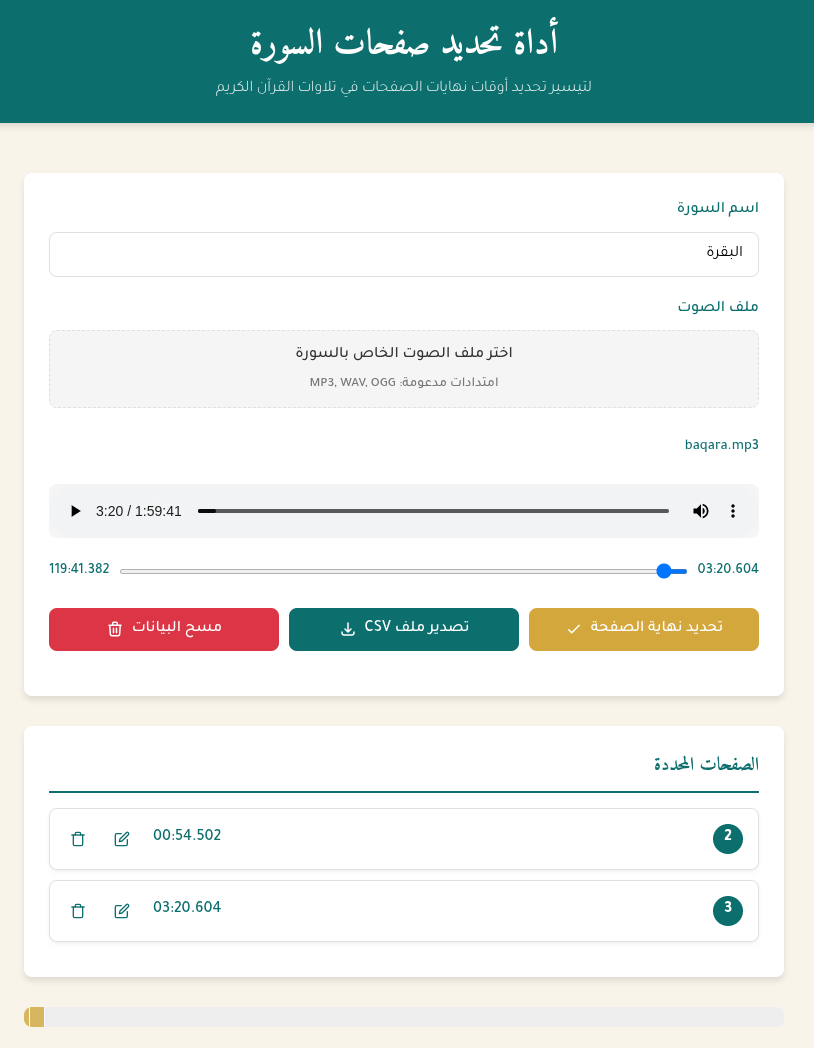 أداة تحديد صفحات السورة
لتيسير تحديد أوقات نهايات الصفحات في تلاوات القرآن الكريم
اسم السورة
البقرة
ملف الصوت
اختر ملف الصوت الخاص بالسورة
امتدادات مدعومة: MP3, WAV, OGG
baqara.mp3
3:20 / 1:59:41
03:20.604
119:41.382
تحديد نهاية الصفحة
تصدير ملف CSV
مسح البيانات
الصفحات المحددة
2
00:54.502
3
03:20.604